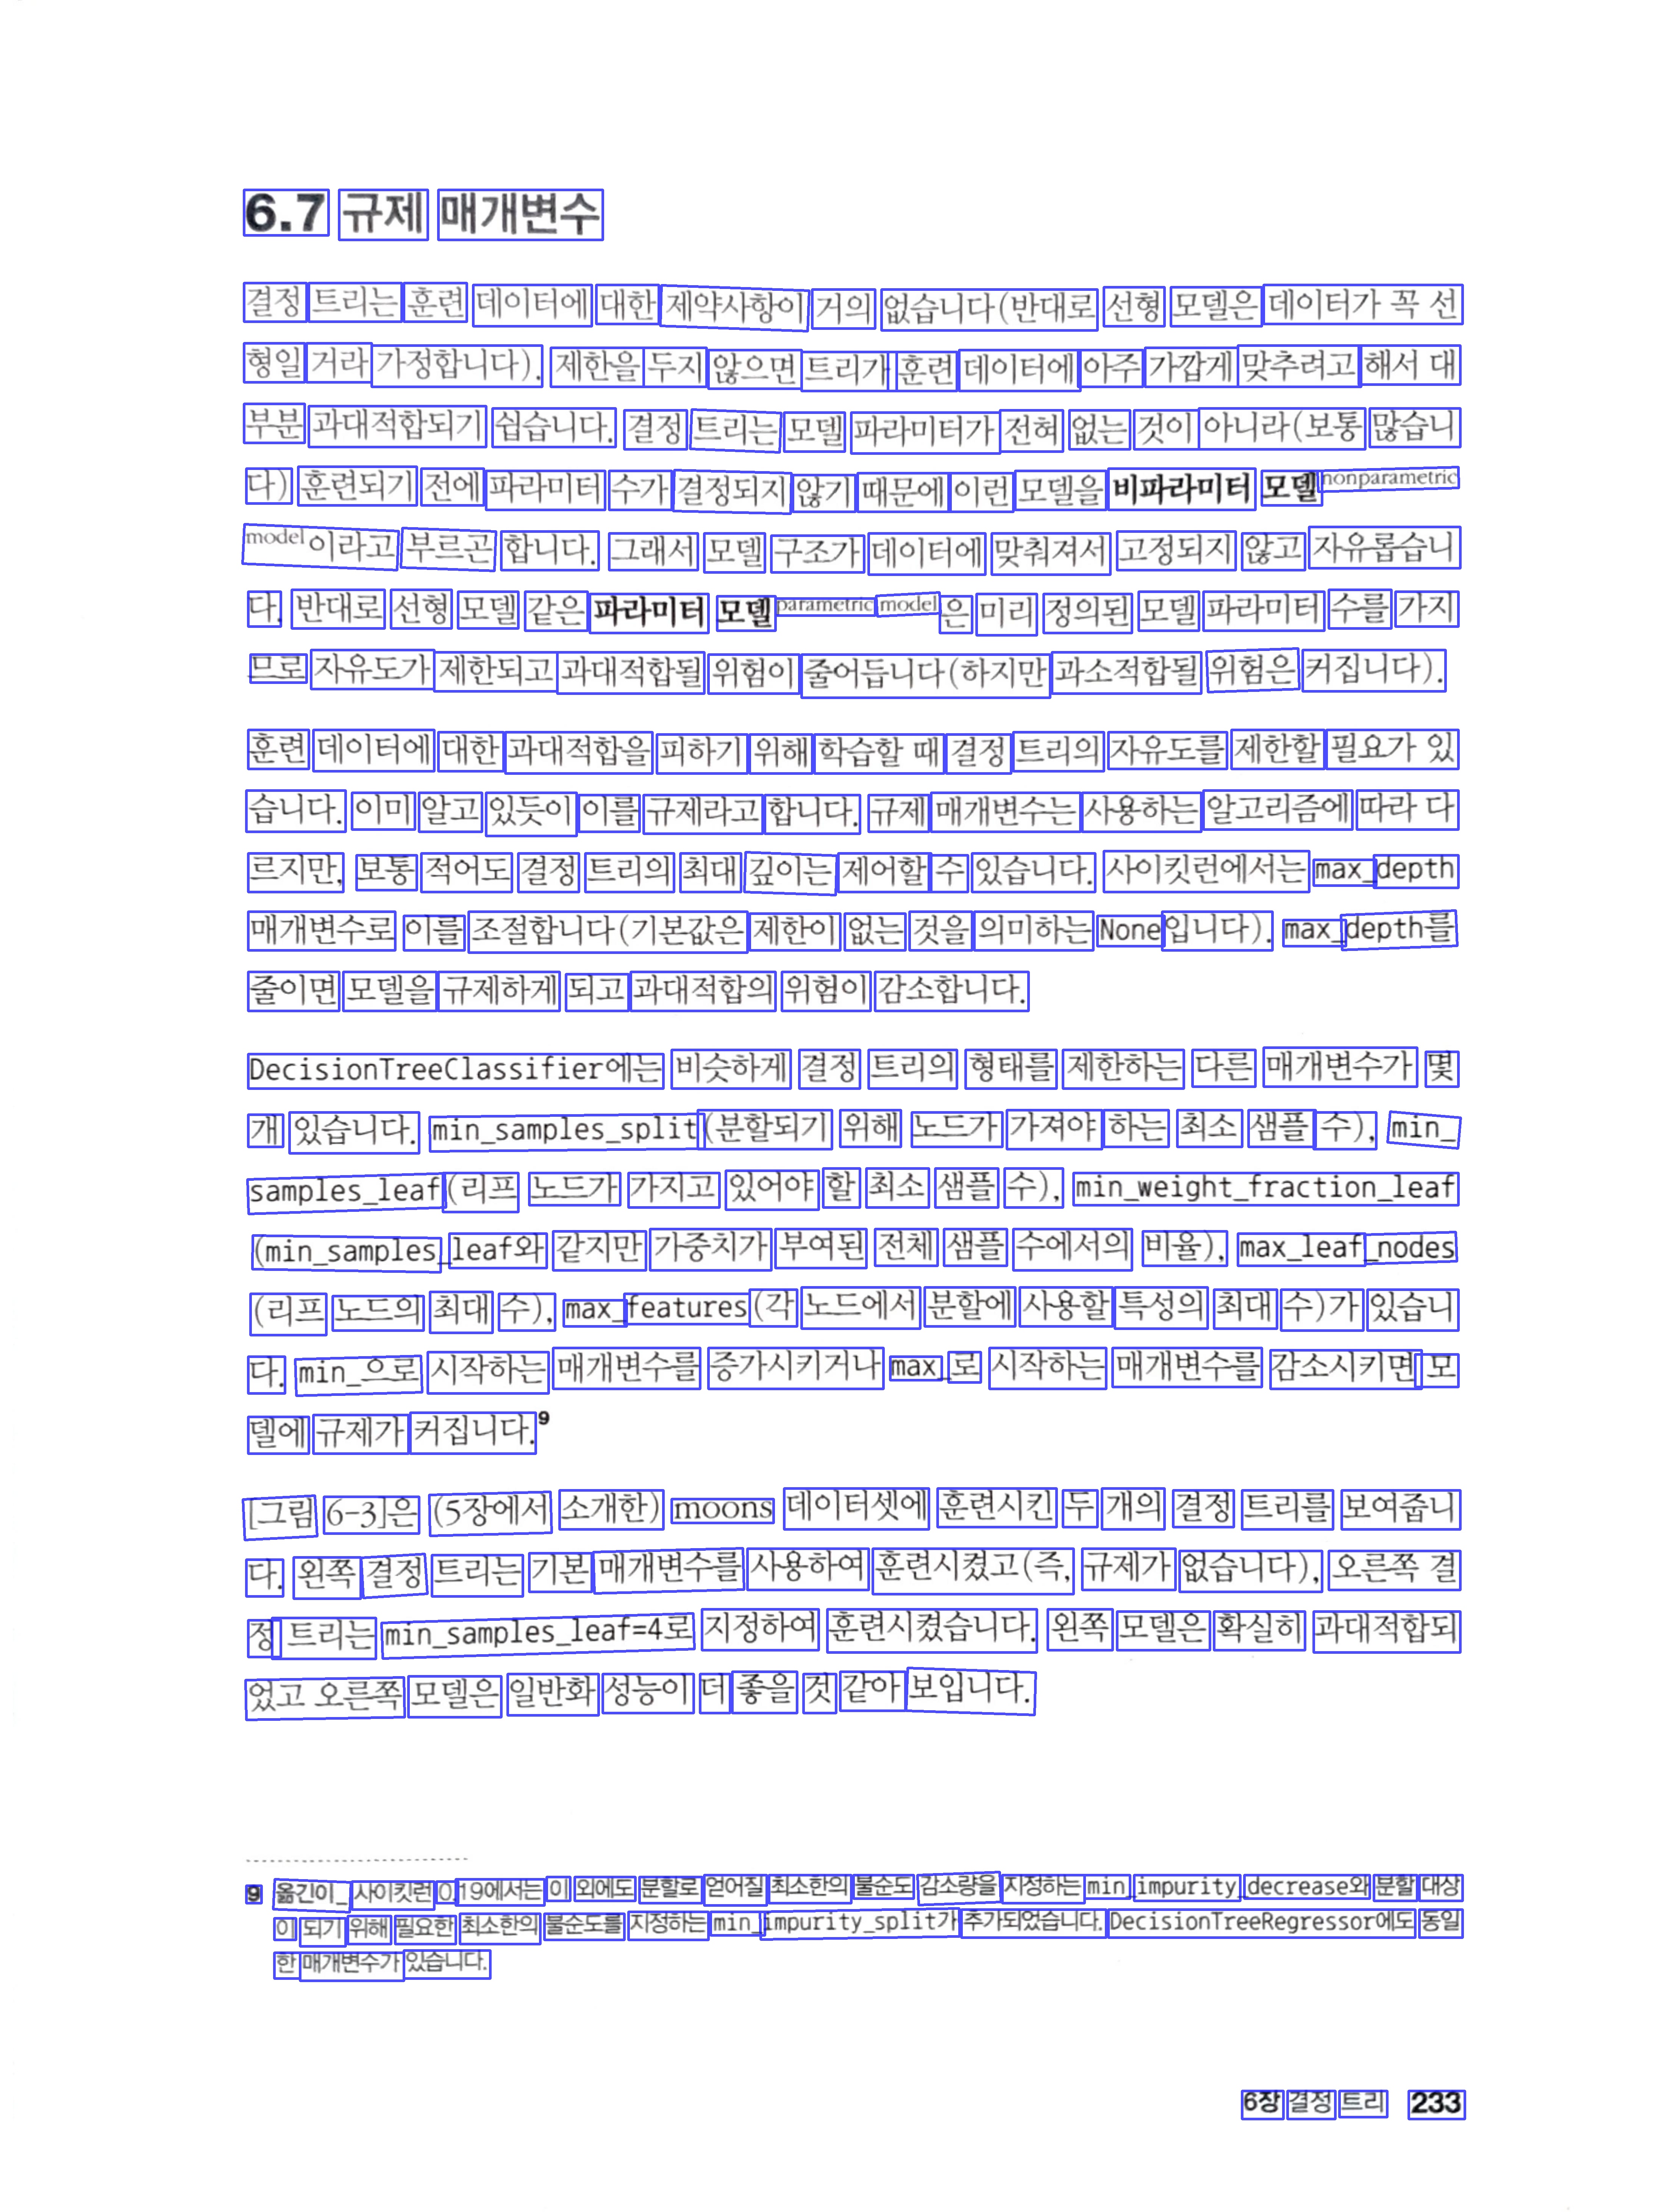 6.7 규제 매개변수
결정 트리는 훈련 데이터에 대한 제약사항이 거의 없습니다(반대로 선형 모델은 데이터가 꼭 선
형일 거라 가정합니다). 제한을 두지 않으면 트리가 훈련 데이터에 아주 가깝게 맞추려고 해서 대
부분 과대적합되기 쉽습니다. 결정 트리는 모델 파라미터가 전혀 없는 것이 아니라(보통 많습니
다) 훈련되기 전에 파라미터 수가 결정되지 않기 때문에 이런 모델을 비파라미터 모델nonparametric
model이라고 부르곤 합니다. 그래서 모델 구조가 데이터에 맞춰져서 고정되지 않고 자유롭습니
다. 반대로 선형 모델 같은 파라미터 모델parametric model은 미리 정의된 모델 파라미터 수를 가지
므로 자유도가 제한되고 과대적합될 위험이 줄어듭니다(하지만 과소적합될 위험은 커집니다).
훈련 데이터에 대한 과대적합을 피하기 위해 학습할 때 결정 트리의 자유도를 제한할 필요가 있
습니다. 이미 알고 있듯이 이를 규제라고 합니다. 규제 매개변수는 사용하는 알고리즘에 따라 다
르지만, 보통 적어도 결정 트리의 최대 깊이는 제어할 수 있습니다. 사이킷런에서는 max_depth
매개변수로 이를 조절합니다(기본값은 제한이 없는 것을 의미하는 None입니다). max_depth를
줄이면 모델을 규제하게 되고 과대적합의 위험이 감소합니다.
DecisionTreeClassifier에는 비슷하게 결정 트리의 형태를 제한하는 다른 매개변수가 몇
개 있습니다. min_samples_split(분할되기 위해 노드가 가져야 하는 최소 샘플 수), min_
samples_leaf(리프 노드가 가지고 있어야 할 최소 샘플 수), min_weight_fraction_leaf
(min_samples_leaf와 같지만 가중치가 부여된 전체 샘플 수에서의 비율), max_leaf_nodes
(리프 노드의 최대 수), max_features(각 노드에서 분할에 사용할 특성의 최대 수)가 있습니
다. min_으로 시작하는 매개변수를 증가시키거나 max_로 시작하는 매개변수를 감소시키면 모
델에 규제가 커집니다.9
[그림 6-3]은 (5장에서 소개한) moons 데이터셋에 훈련시킨 두 개의 결정 트리를 보여줍니
다. 왼쪽 결정 트리는 기본 매개변수를 사용하여 훈련시켰고(즉, 규제가 없습니다), 오른쪽 결
정 트리는 min_samples_leaf=4로 지정하여 훈련시켰습니다. 왼쪽 모델은 확실히 과대적합되
었고 오른쪽 모델은 일반화 성능이 더 좋을 것 같아 보입니다.
9 옮긴이_ 사이킷런 0.19에서는 이 외에도 분할로 얻어질 최소한의 불순도 감소량을 지정하는 min_impurity_decrease와 분할 대상
이 되기 위해 필요한 최소한의 불순도를 지정하는 min_impurity_split가 추가되었습니다. DecisionTreeRegressor에도 동일
한 매개변수가 있습니다.
6장 결정 트리 233